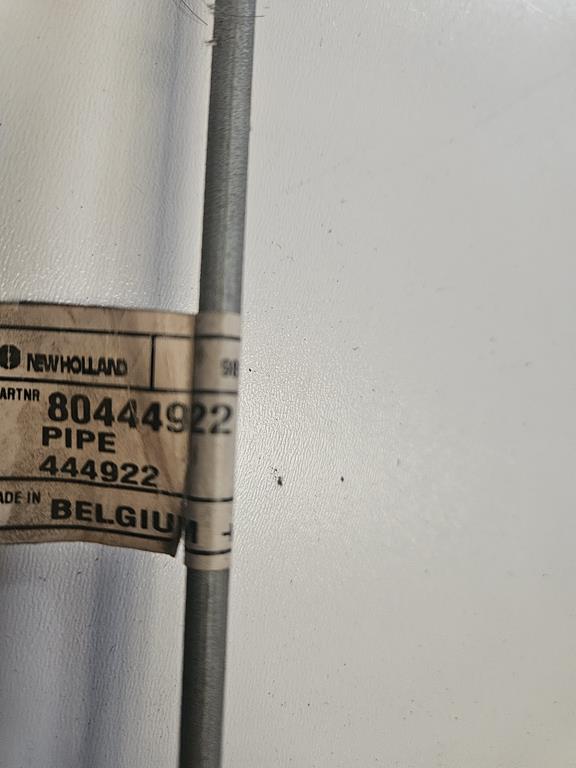 NEWHOLLAND
ARTNR 80444922
PIPE
444922
ADE IN BELGIUM